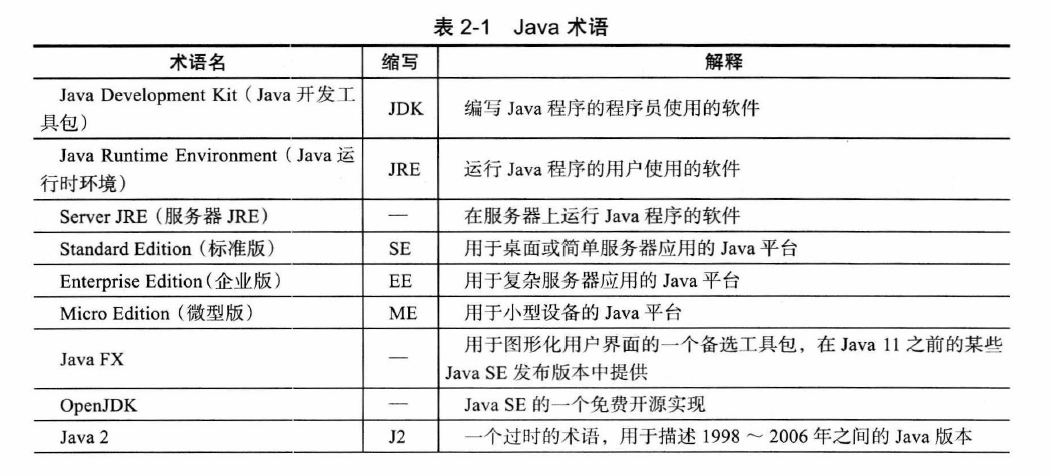 表 2-1 Java 术语
术语名 缩写 解释
Java Development Kit（Java 开发工
具包） JDK 编写 Java 程序的程序员使用的软件
Java Runtime Environment（Java 运
行时环境） JRE 运行 Java 程序的用户使用的软件
Server JRE（服务器 JRE） — 在服务器上运行 Java 程序的软件
Standard Edition（标准版） SE 用于桌面或简单服务器应用的 Java 平台
Enterprise Edition（企业版） EE 用于复杂服务器应用的 Java 平台
Micro Edition（微型版） ME 用于小型设备的 Java 平台
Java FX — 用于图形化用户界面的一个备选工具包，在 Java 11 之前的某些
Java SE 发布版本中提供
OpenJDK — Java SE 的一个免费开源实现
Java 2 J2 一个过时的术语，用于描述 1998 ～ 2006 年之间的 Java 版本